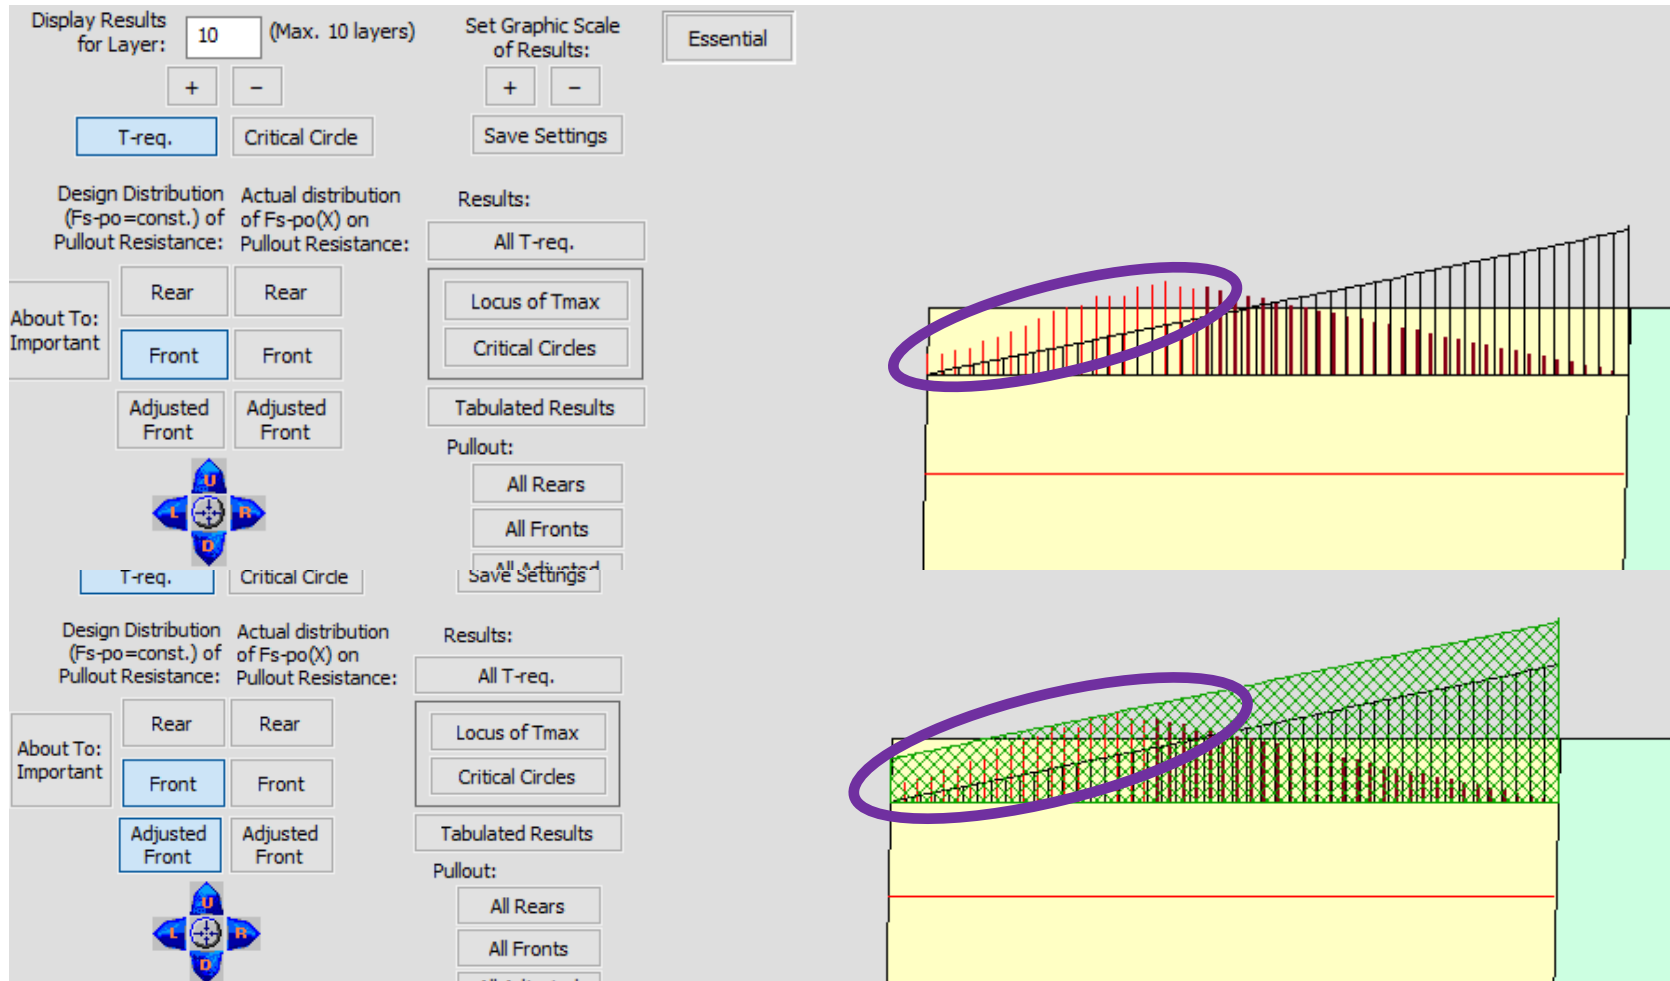 Display Results
for Layer:
10
(Max. 10 layers)
Set Graphic Scale
of Results:
Essential
+
-
+
-
T-req.
Critical Circle
Save Settings
Design Distribution
(Fs-po=const.) of
Pullout Resistance:
Actual distribution
of Fs-po(X) on
Pullout Resistance:
Results:
All T-req.
About To:
Important
Rear
Rear
Locus of Tmax
Front
Front
Critical Circles
Adjusted
Front
Adjusted
Front
Tabulated Results
Pullout:
U
L
R
D
All Rears
All Fronts
All Adjusted
T-req.
Critical Circle
Save Settings
Design Distribution
(Fs-po=const.) of
Pullout Resistance:
Actual distribution
of Fs-po(X) on
Pullout Resistance:
Results:
All T-req.
About To:
Important
Rear
Rear
Locus of Tmax
Front
Front
Critical Circles
Adjusted
Front
Adjusted
Front
Tabulated Results
Pullout:
U
L
R
D
All Rears
All Fronts